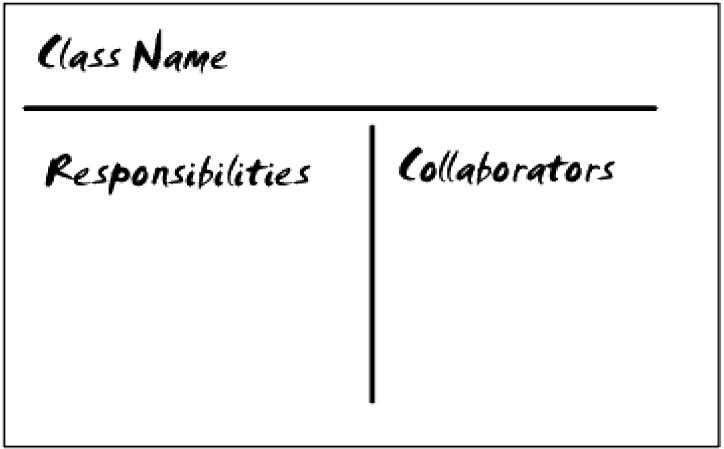 Class Name
Responsibilities
Collaborators